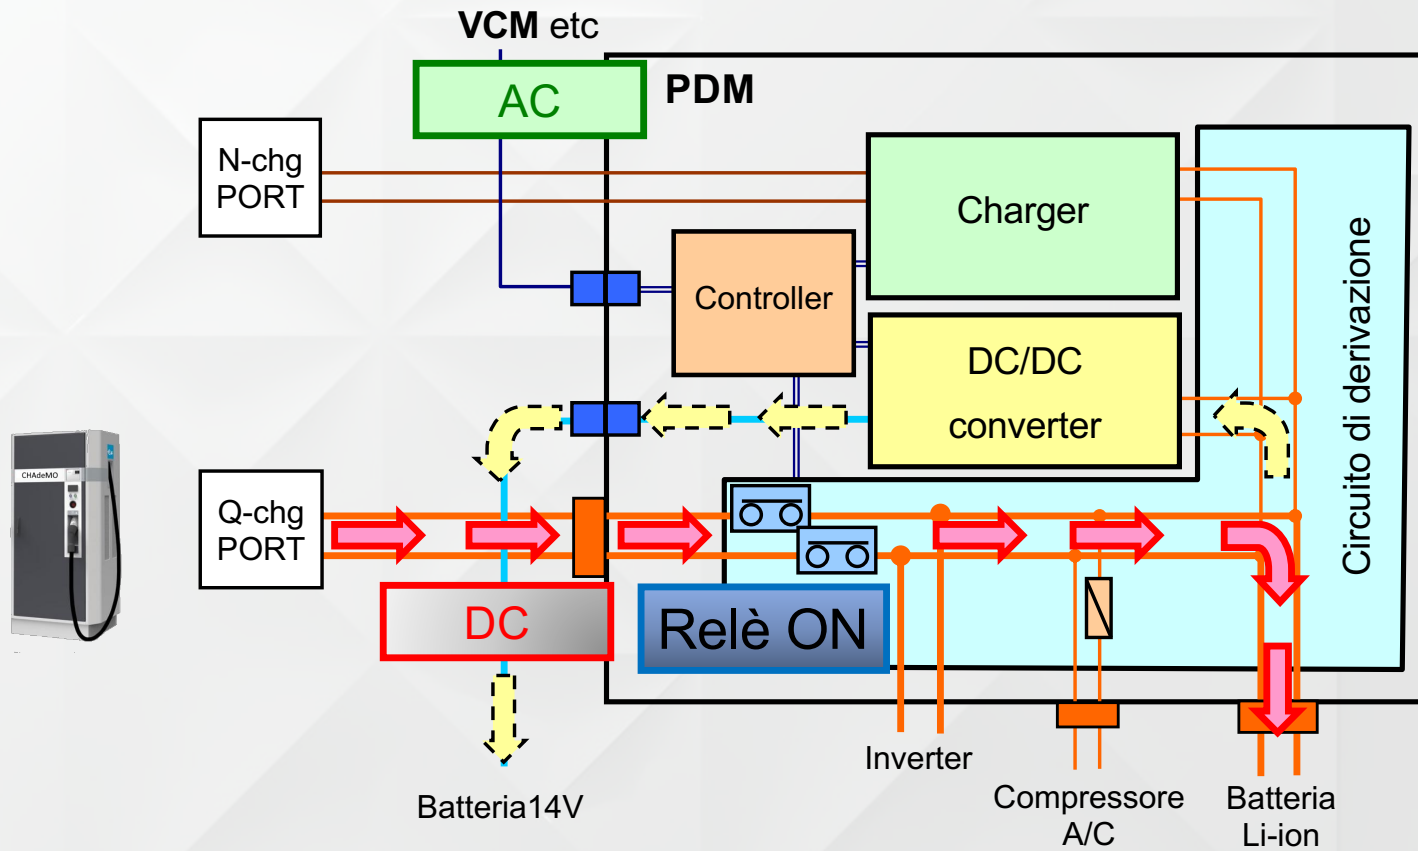 VCM etc
AC
PDM
N-chg
PORT
Charger
Controller
DC/DC
converter
Circuito di derivazione
CHAdeMO
Q-chg
PORT
DC
Relè ON
Inverter
Batteria14V
Compressore
A/C
Batteria
Li-ion